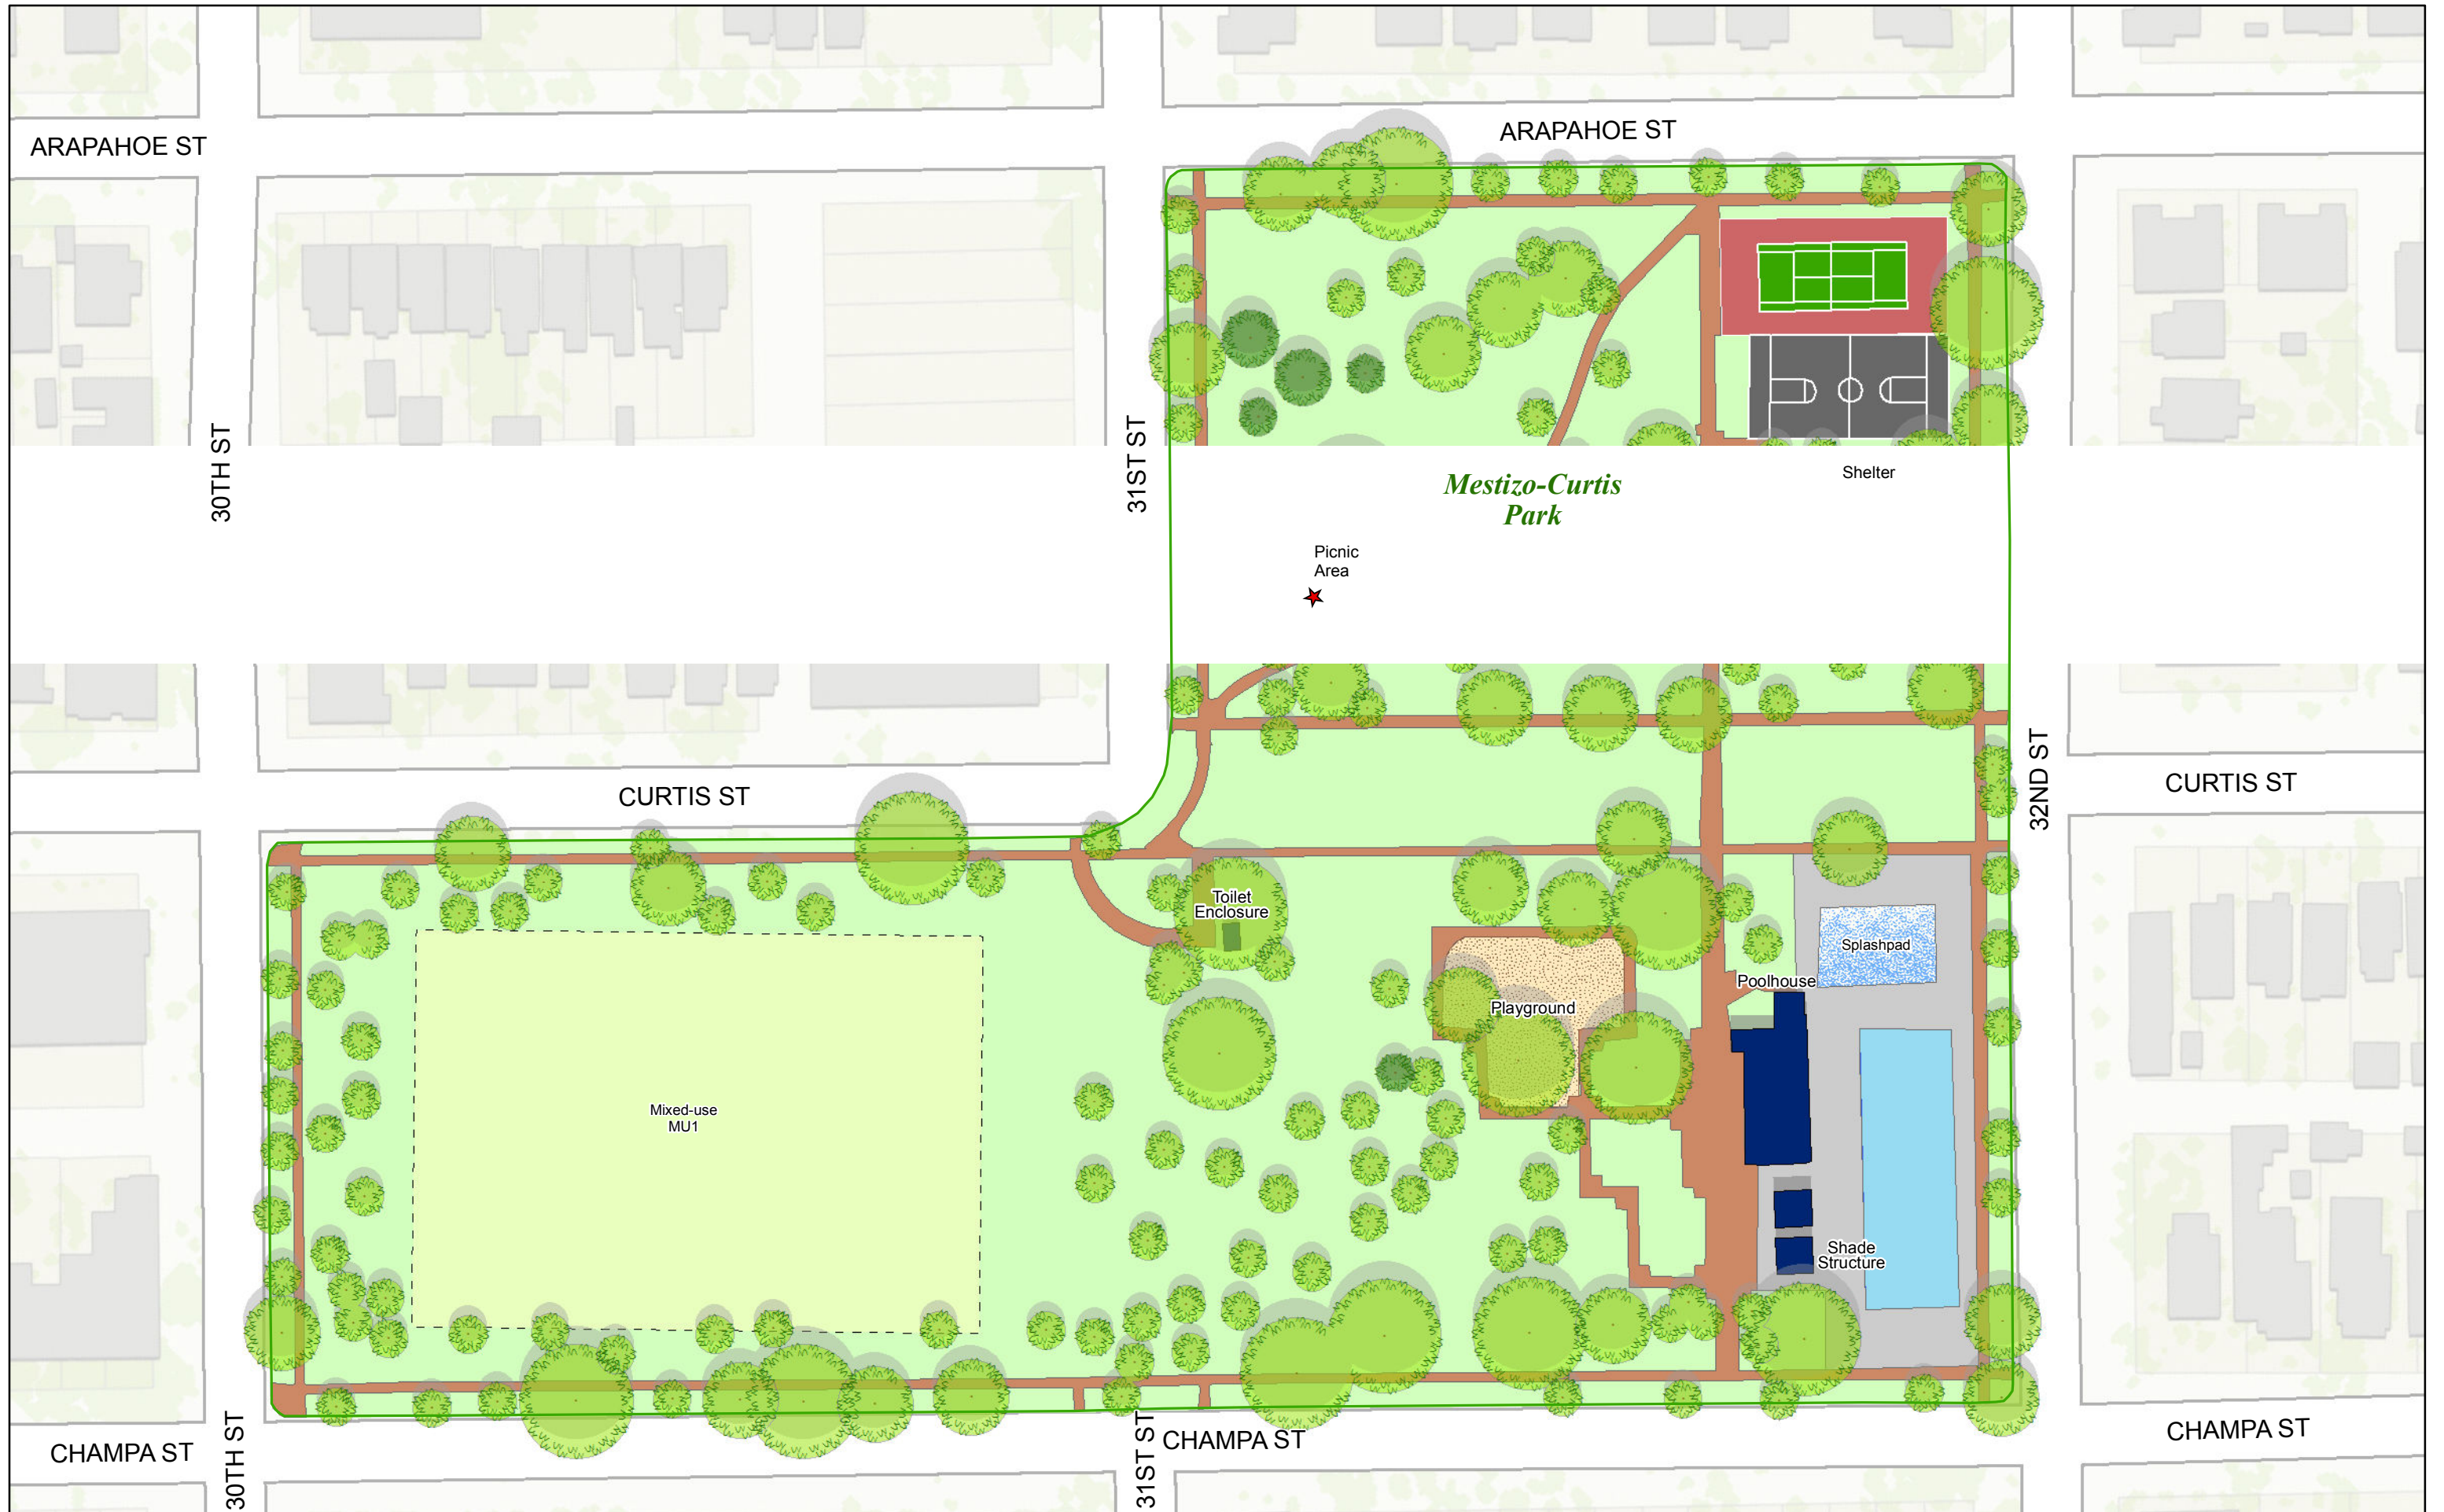 ARAPAHOE ST
ARAPAHOE ST
30TH ST
31ST ST
Mestizo-Curtis
Park
Shelter
Picnic
Area
CURTIS ST
32ND ST
CURTIS ST
Toilet
Enclosure
Splashpad
Poolhouse
Playground
Mixed-use
MU1
Shade
Structure
CHAMPA ST
30TH ST
31ST ST
CHAMPA ST
CHAMPA ST